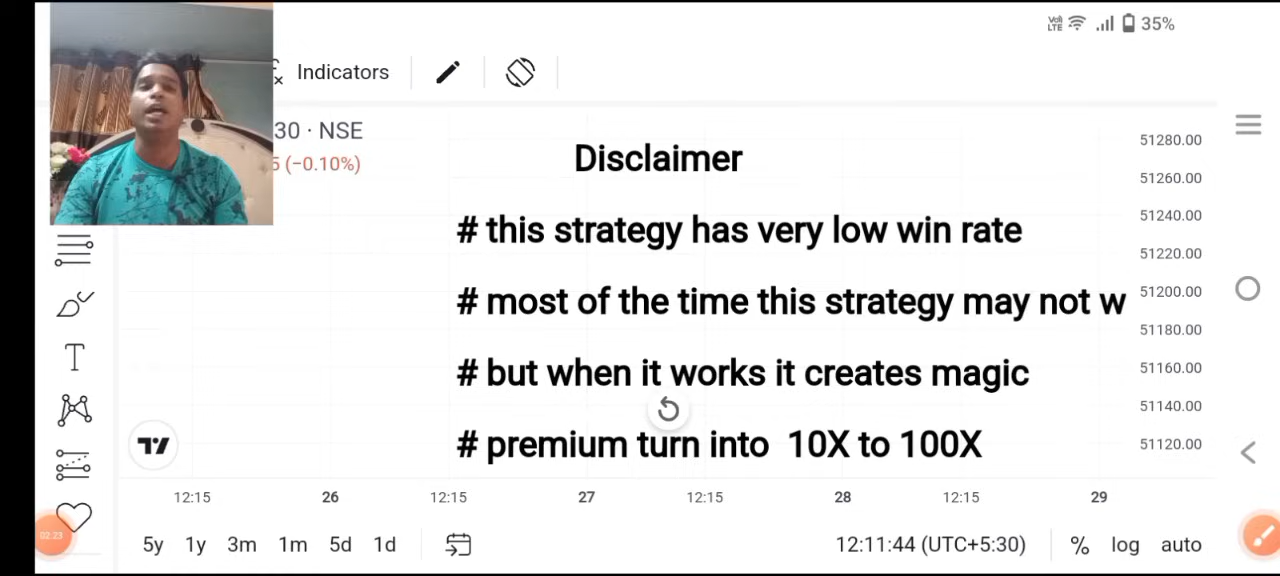 Vo) LTE 35%
Indicators
30 · NSE
5 (−0.10%)
Disclaimer
# this strategy has very low win rate
# most of the time this strategy may not w
# but when it works it creates magic
# premium turn into 10X to 100X
51280.00
51260.00
51240.00
51220.00
51200.00
51180.00
51160.00
51140.00
51120.00
12:15 26 12:15 27 12:15 28 12:15 29
02:23
5y 1y 3m 1m 5d 1d 12:11:44 (UTC+5:30) % log auto